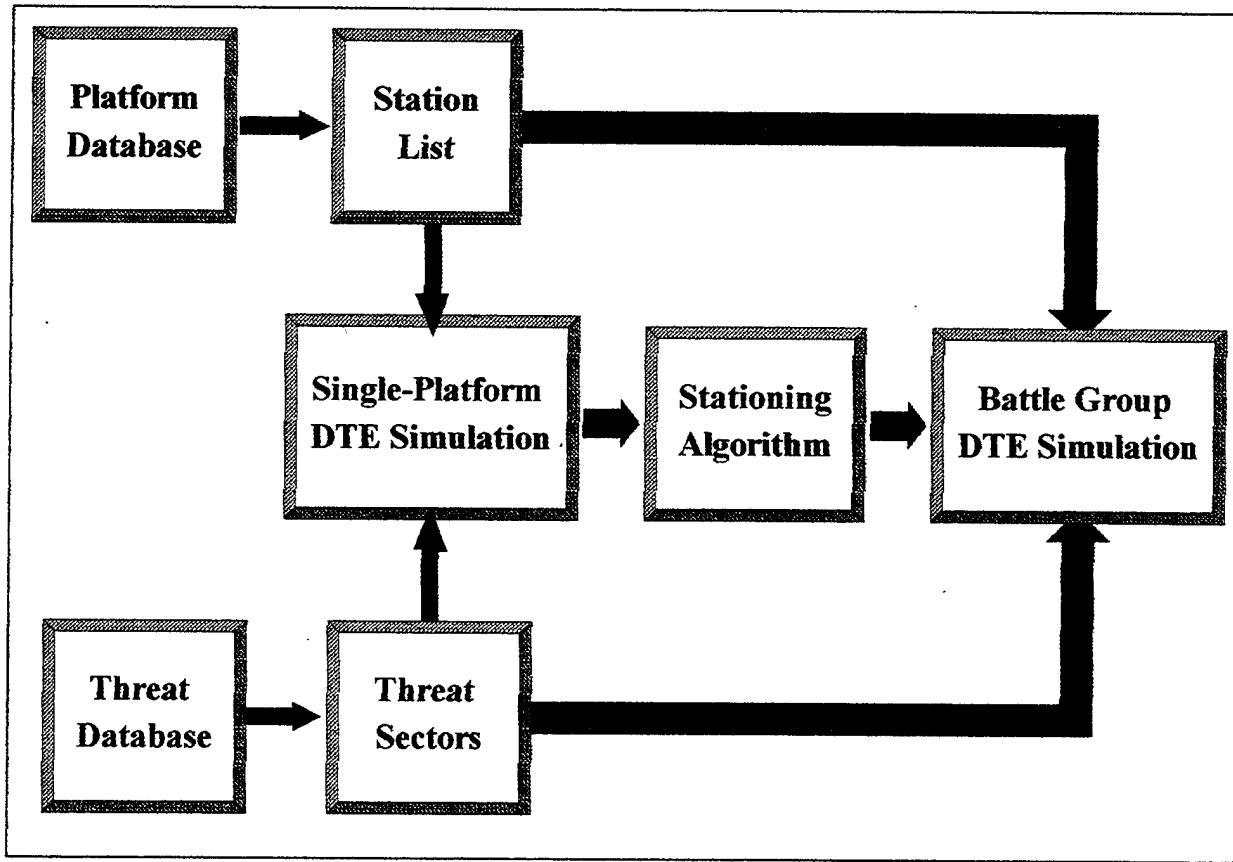 Platform
Database
Station
List
Single-Platform
DTE Simulation
Stationing
Algorithm
Battle Group
DTE Simulation
Threat
Database
Threat
Sectors